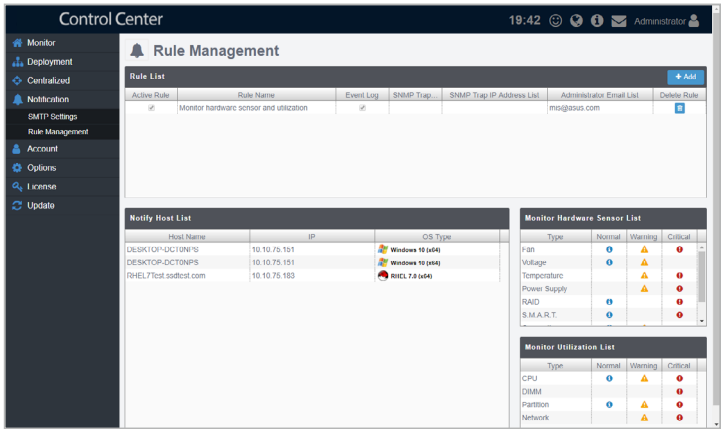 Control Center
19:42 Administrator
Monitor
Deployment
Centralized
Notification
SMTP Settings
Rule Management
Account
Options
License
Update
Rule Management
Rule List
+ Add
Active Rule Rule Name Event Log SNMP Trap... SNMP Trap IP Address List Administrator Email List Delete Rule
Monitor hardware sensor and utilization mis@asus.com
Notify Host List
Host Name IP OS Type
DESKTOP-DCT0NPS 10.10.75.151 Windows 10 (x64)
DESKTOP-DCT0NPS 10.10.75.151 Windows 10 (x64)
RHEL7Test.ssdtest.com 10.10.75.183 RHEL 7.0 (x64)
Monitor Hardware Sensor List
Type Normal Warning Critical
Fan
Voltage
Temperature
Power Supply
RAID
S.M.A.R.T.
Monitor Utilization List
Type Normal Warning Critical
CPU
DIMM
Partition
Network